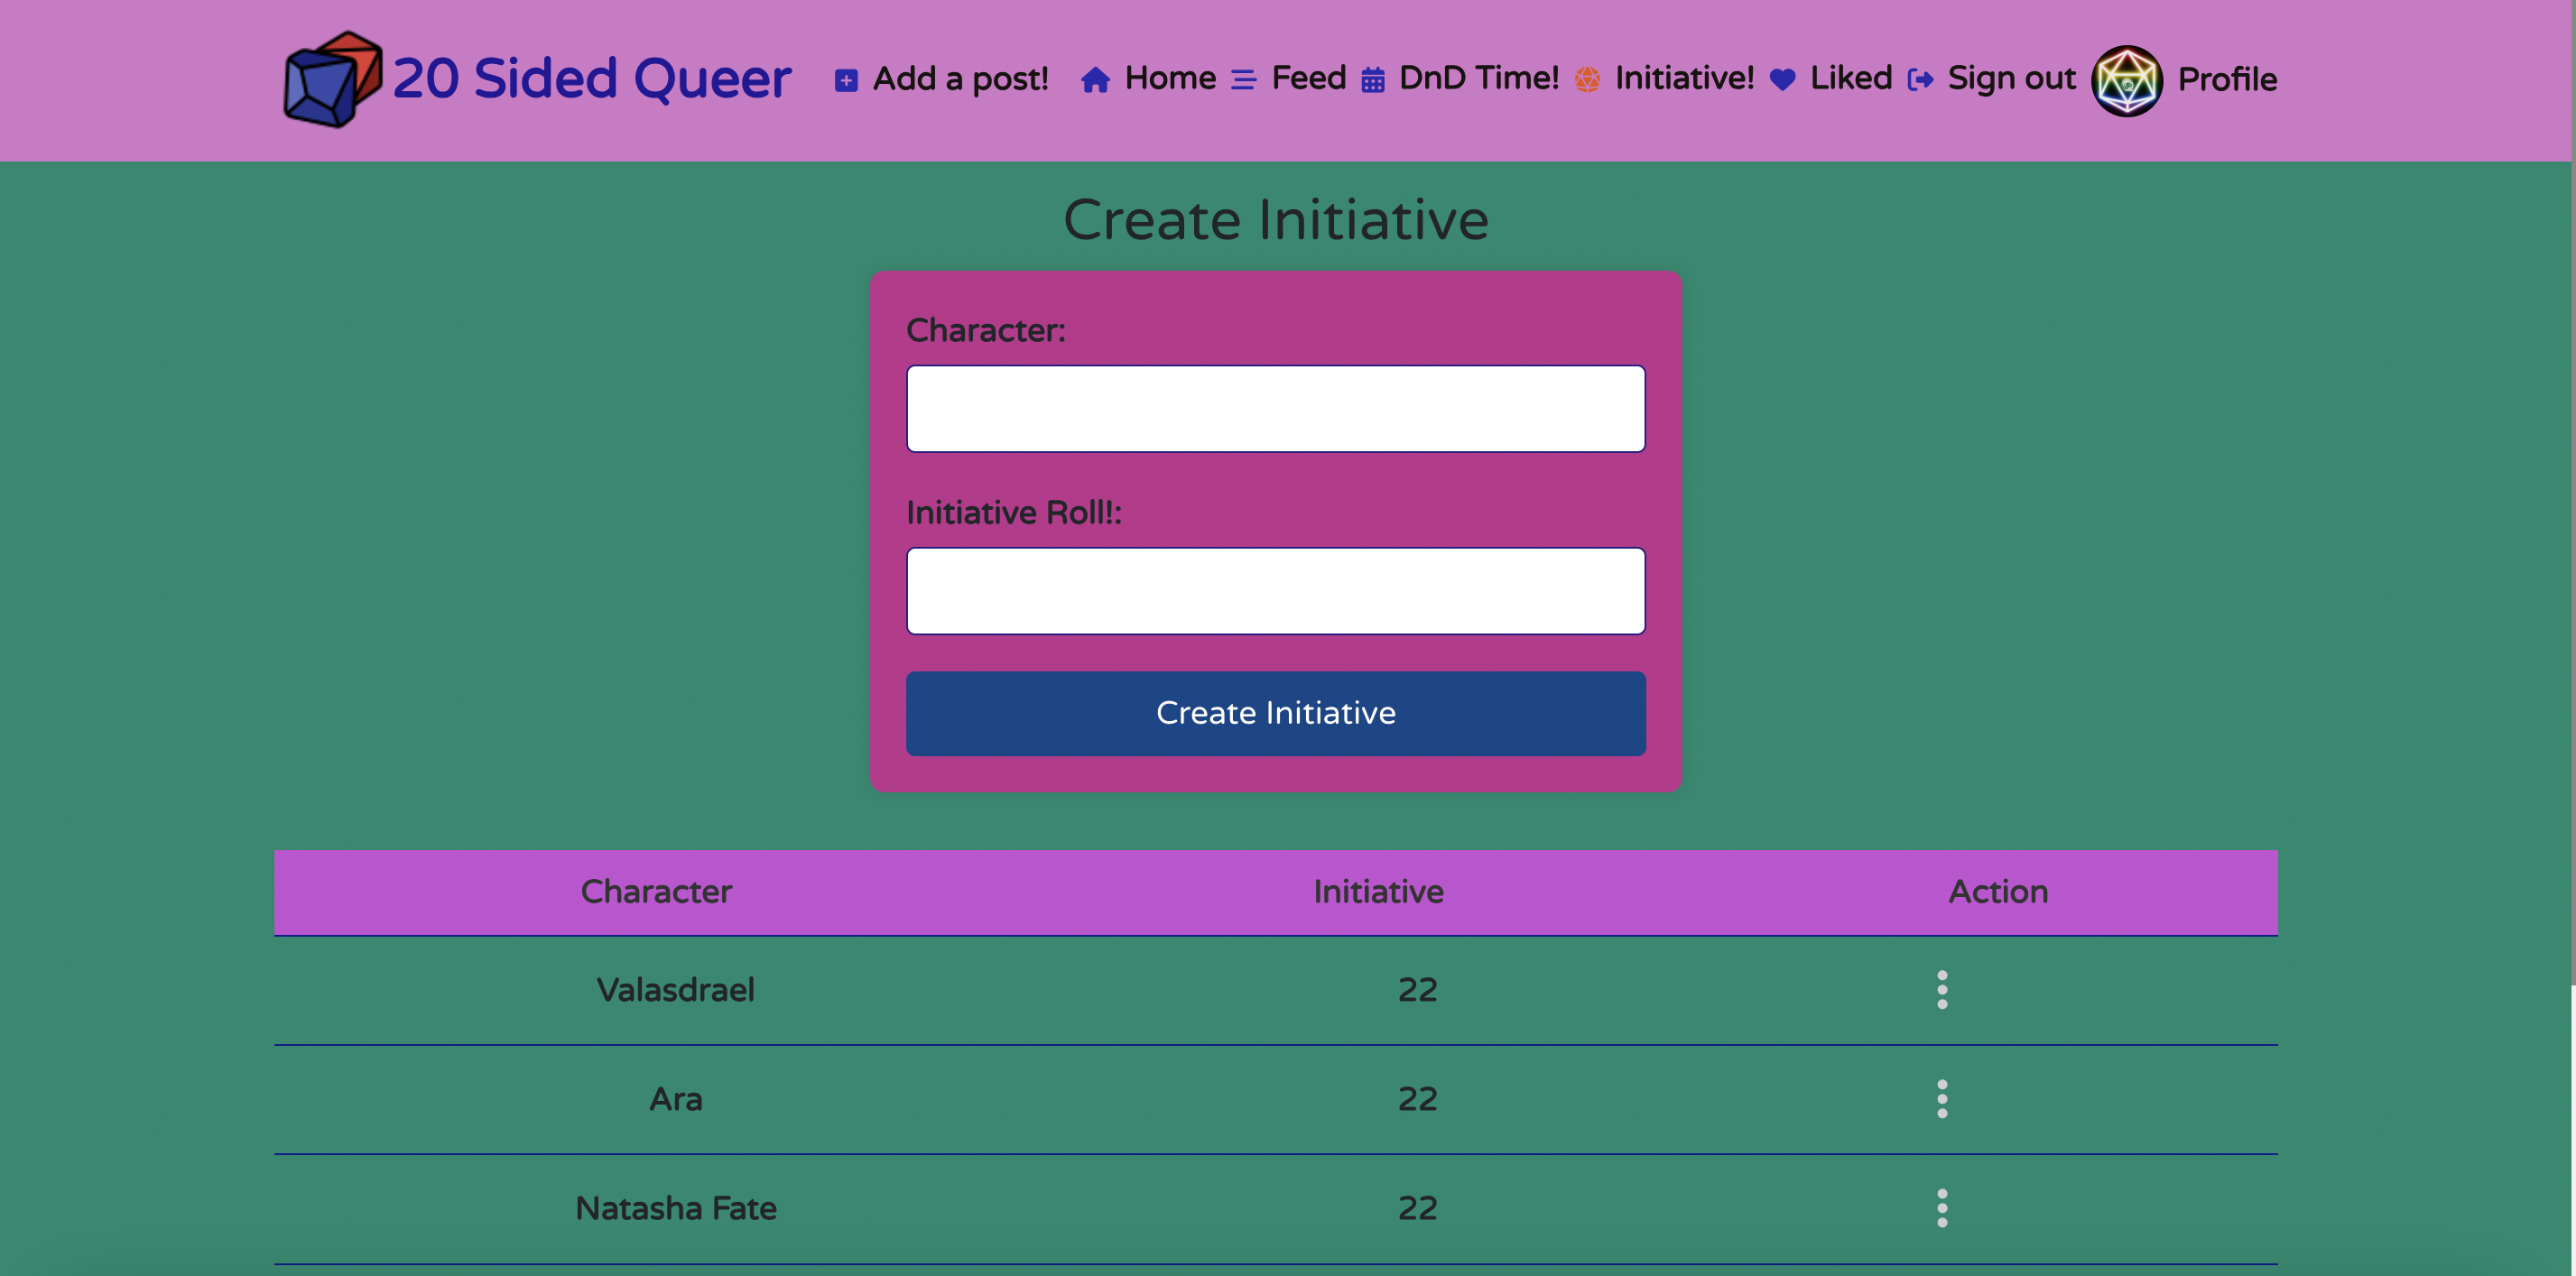 20 Sided Queer Add a post! Home Feed DnD Time! Initiative! Liked Sign out Profile
Create Initiative
Character:
Initiative Roll!:
Create Initiative
Character Initiative Action
Valasdrael 22
Ara 22
Natasha Fate 22